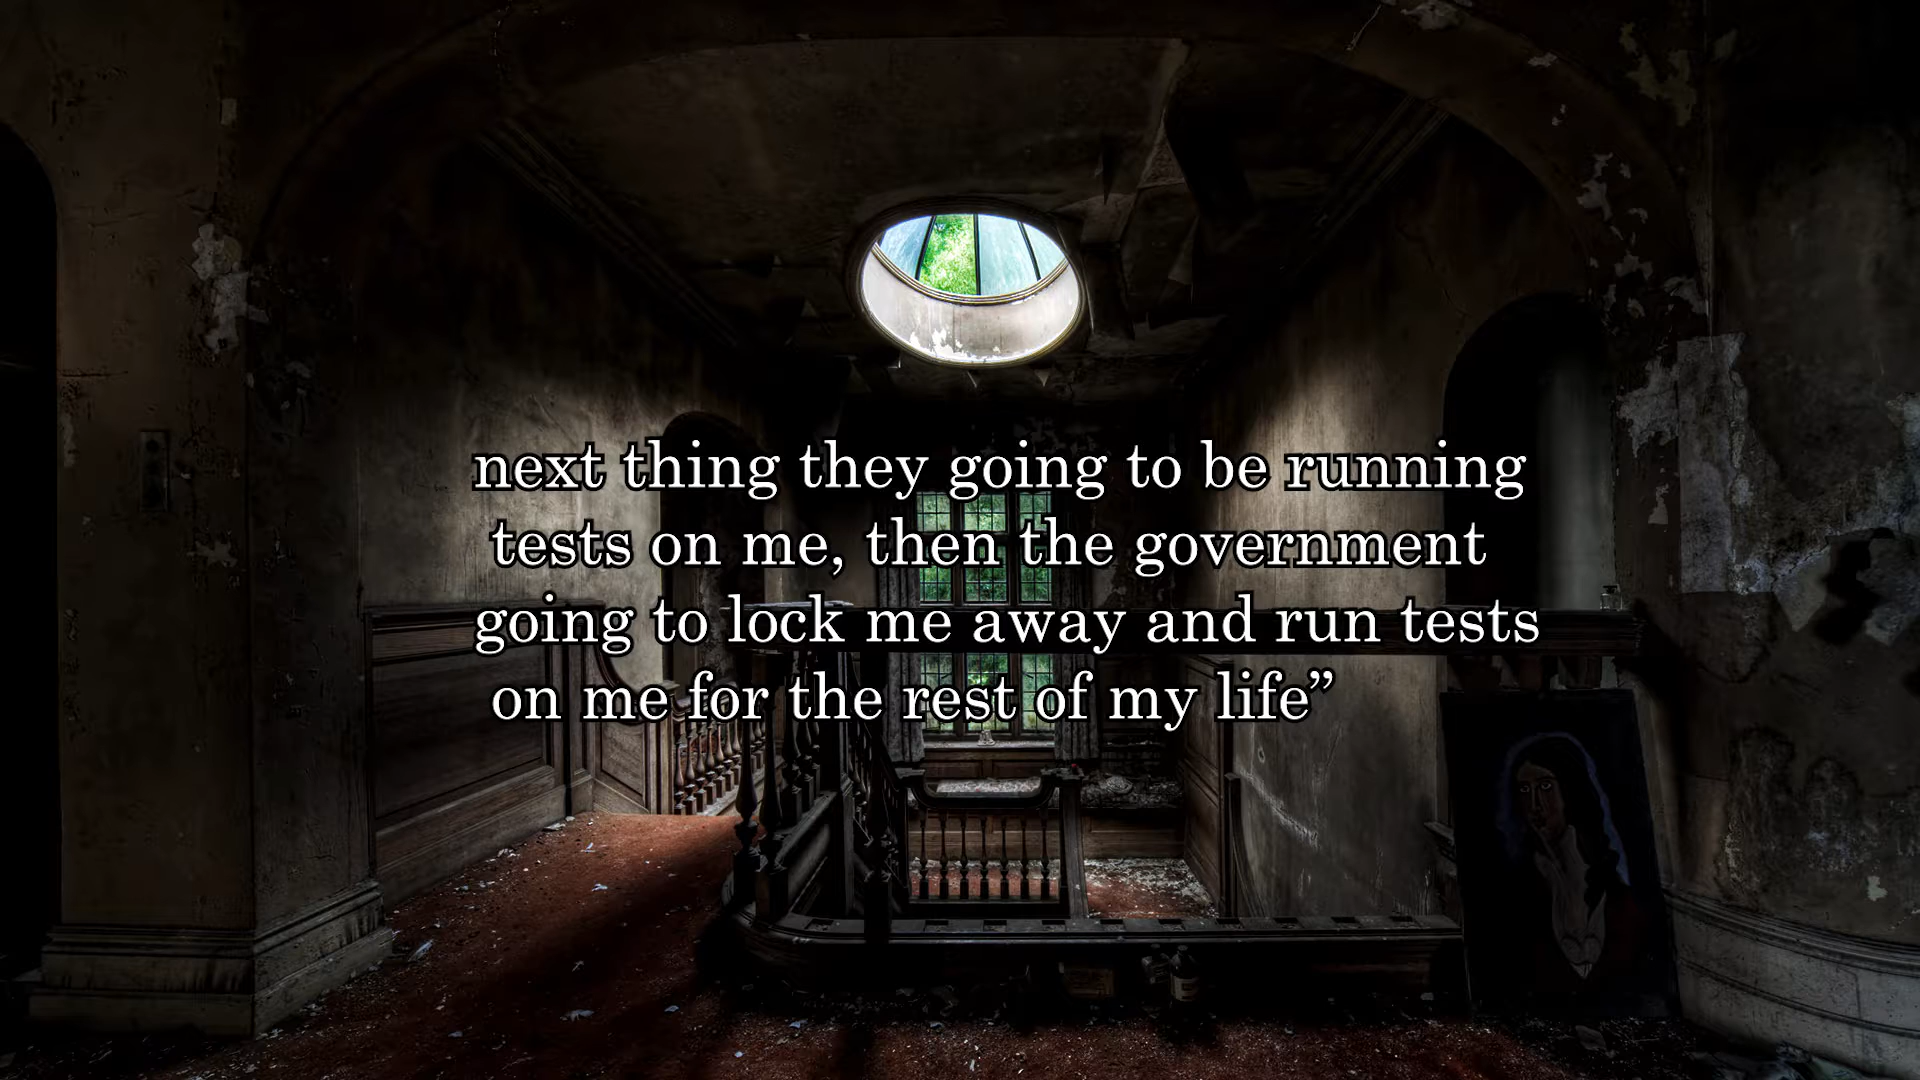 next thing they going to be running
tests on me, then the government
going to lock me away and run tests
on me for the rest of my life”